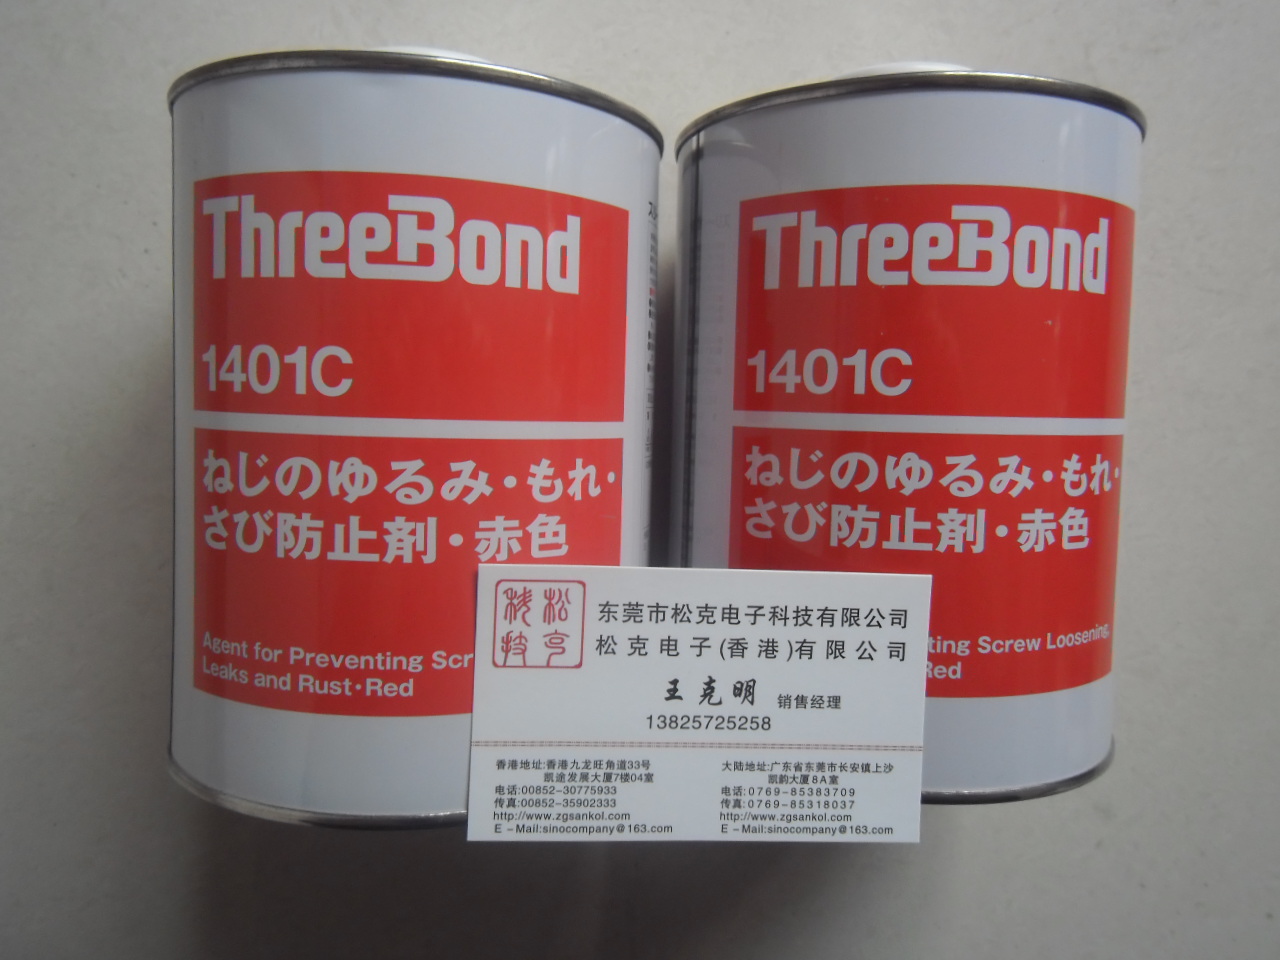 ThreeBond
1401C
ねじのゆるみ・もれ・
さび防止剤・赤色
Agent for Preventing Scr
Leaks and Rust・Red
ThreeBond
1401C
ねじのゆるみ・もれ・
さび防止剤・赤色
ting Screw Loosening,
Red
松克
科技
东莞市松克电子科技有限公司
松克电子(香港)有限公司
王克明 销售经理
13825725258
香港地址:香港九龙旺角道33号
凯途发展大厦7楼04室
电话:00852-30775933
传真:00852-35902333
http://www.zgsankol.com
E-Mail:sinocompany@163.com
大陆地址:广东省东莞市长安镇上沙
凯韵大厦8A室
电话:0769-85383709
传真:0769-85318037
http://www.zgsankol.com
E-Mail:sinocompany@163.com